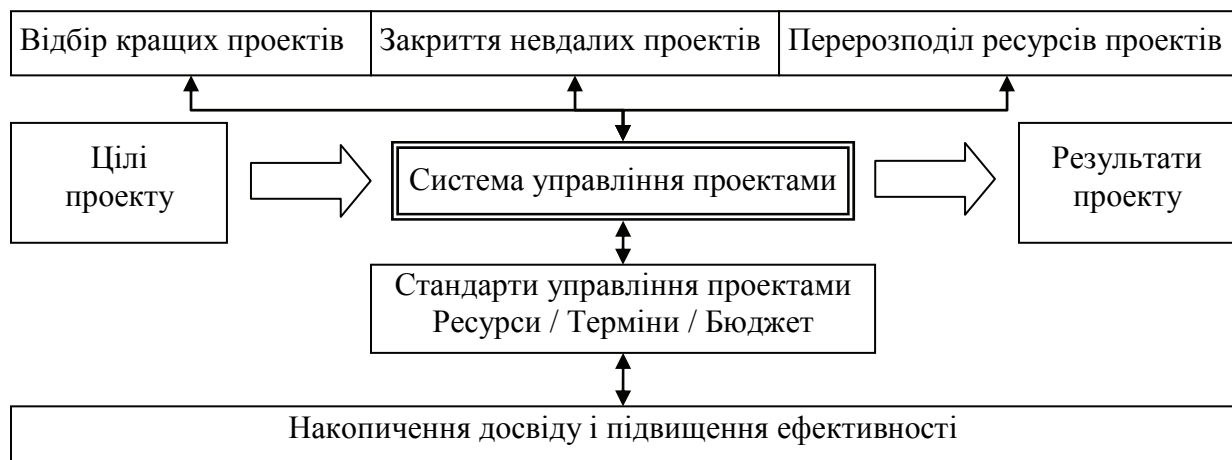 Відбір кращих проектів
Закриття невдалих проектів
Перерозподіл ресурсів проектів
Цілі
проекту
Система управління проектами
Результати
проекту
Стандарти управління проектами
Ресурси / Терміни / Бюджет
Накопичення досвіду і підвищення ефективності